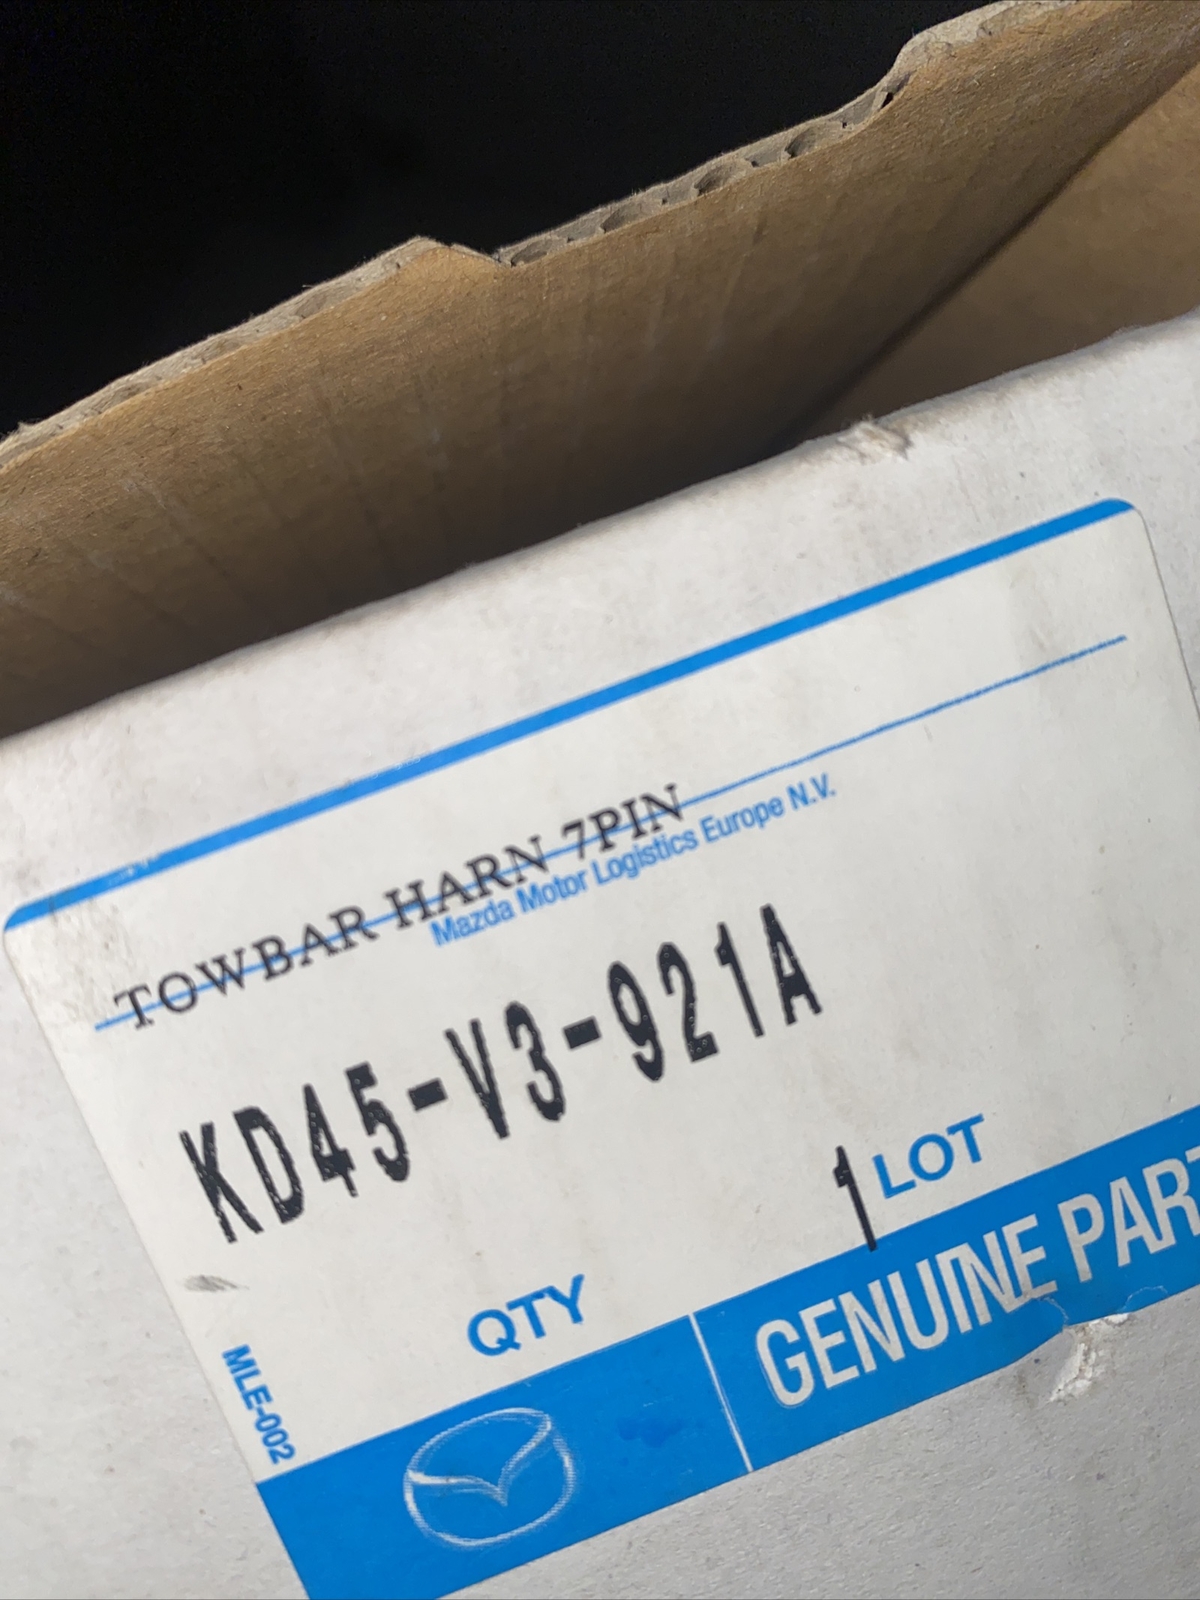 TOWBAR HARN 7PIN
Mazda Motor Logistics Europe N.V.
KD45-V3-921A
1 LOT
QTY
MLE-002
GENUINE PART